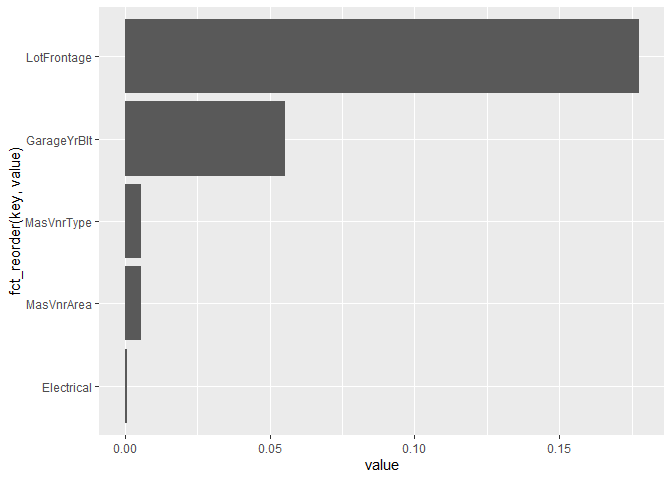 LotFrontage
GarageYrBlt
MasVnrType
MasVnrArea
Electrical
fct_reorder(key, value)
0.00 0.05 0.10 0.15
value